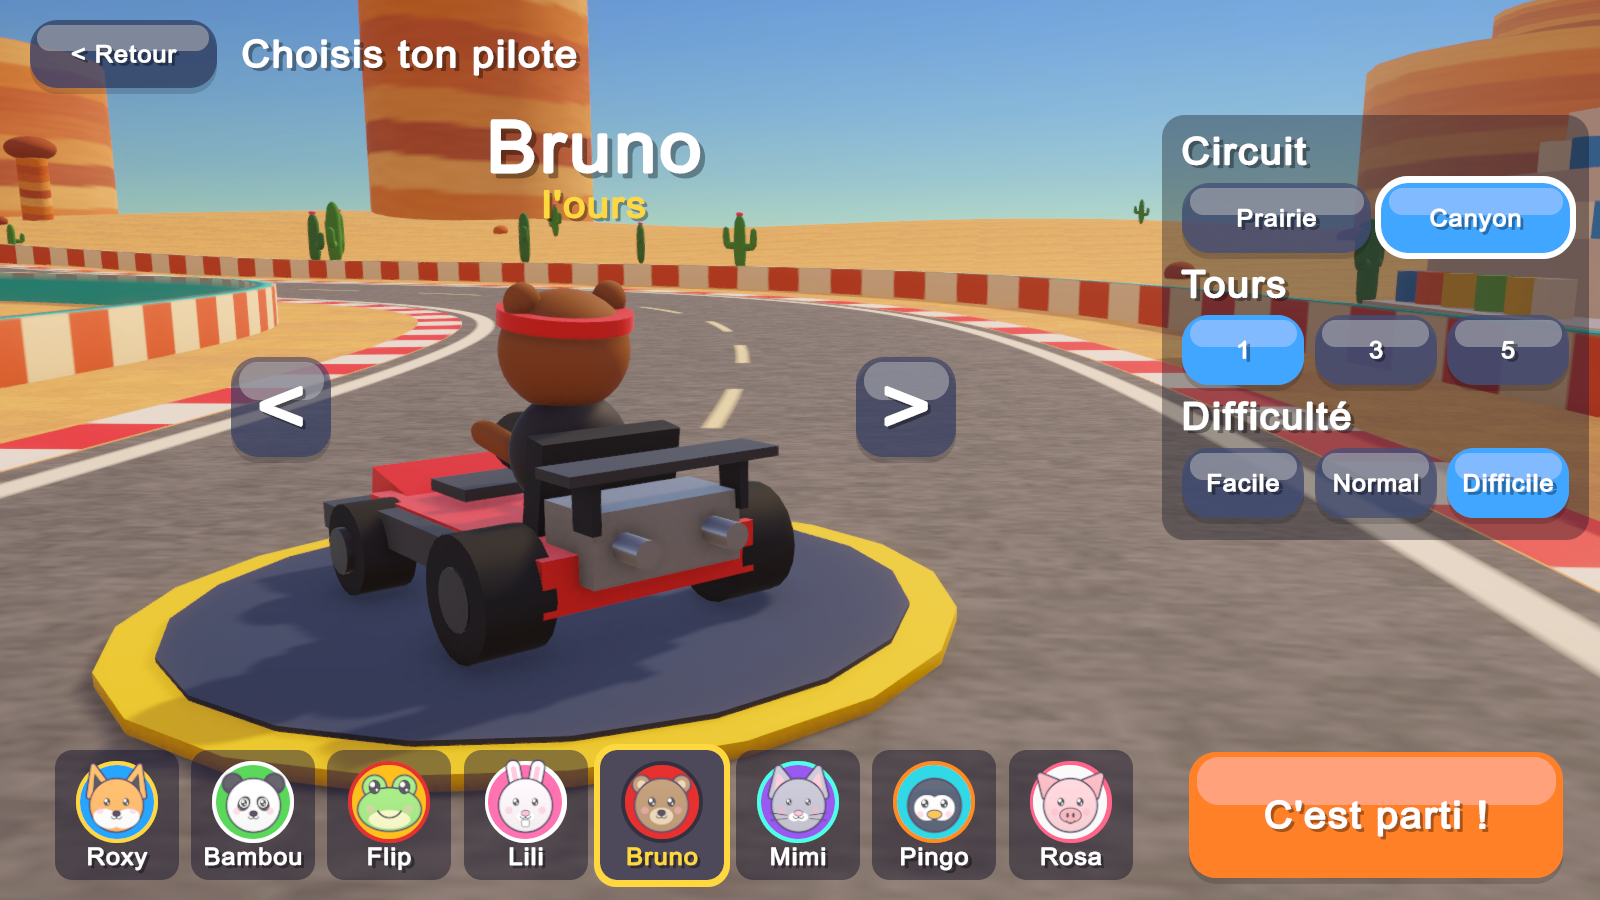 < Retour
Choisis ton pilote
Bruno
l'ours
Circuit
Prairie
Canyon
Tours
1
3
5
Difficulté
Facile
Normal
Difficile
<
>
Roxy
Bambou
Flip
Lili
Bruno
Mimi
Pingo
Rosa
C'est parti !